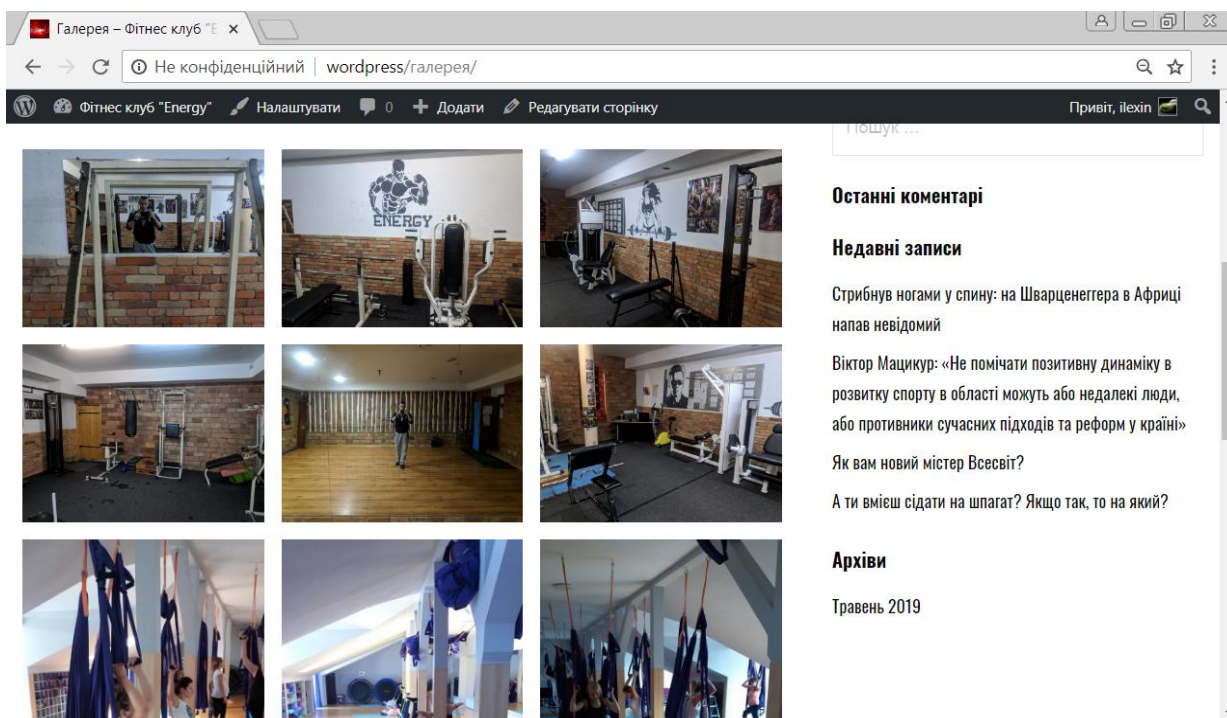 Галерея – Фітнес клуб "Е
Не конфіденційний | wordpress/галерея/
Фітнес клуб "Energy" Налаштувати 0 Додати Редагувати сторінку Привіт, ilexin
Пошук …
ENERGY
Останні коментарі
Недавні записи
Стрибнув ногами у спину: на Шварценеггера в Африці
напав невідомий
Віктор Мацикур: «Не помічати позитивну динаміку в
розвитку спорту в області можуть або недалекі люди,
або противники сучасних підходів та реформ у країні»
Як вам новий містер Всесвіт?
А ти вмієш сідати на шпагат? Якщо так, то на який?
Архіви
Травень 2019